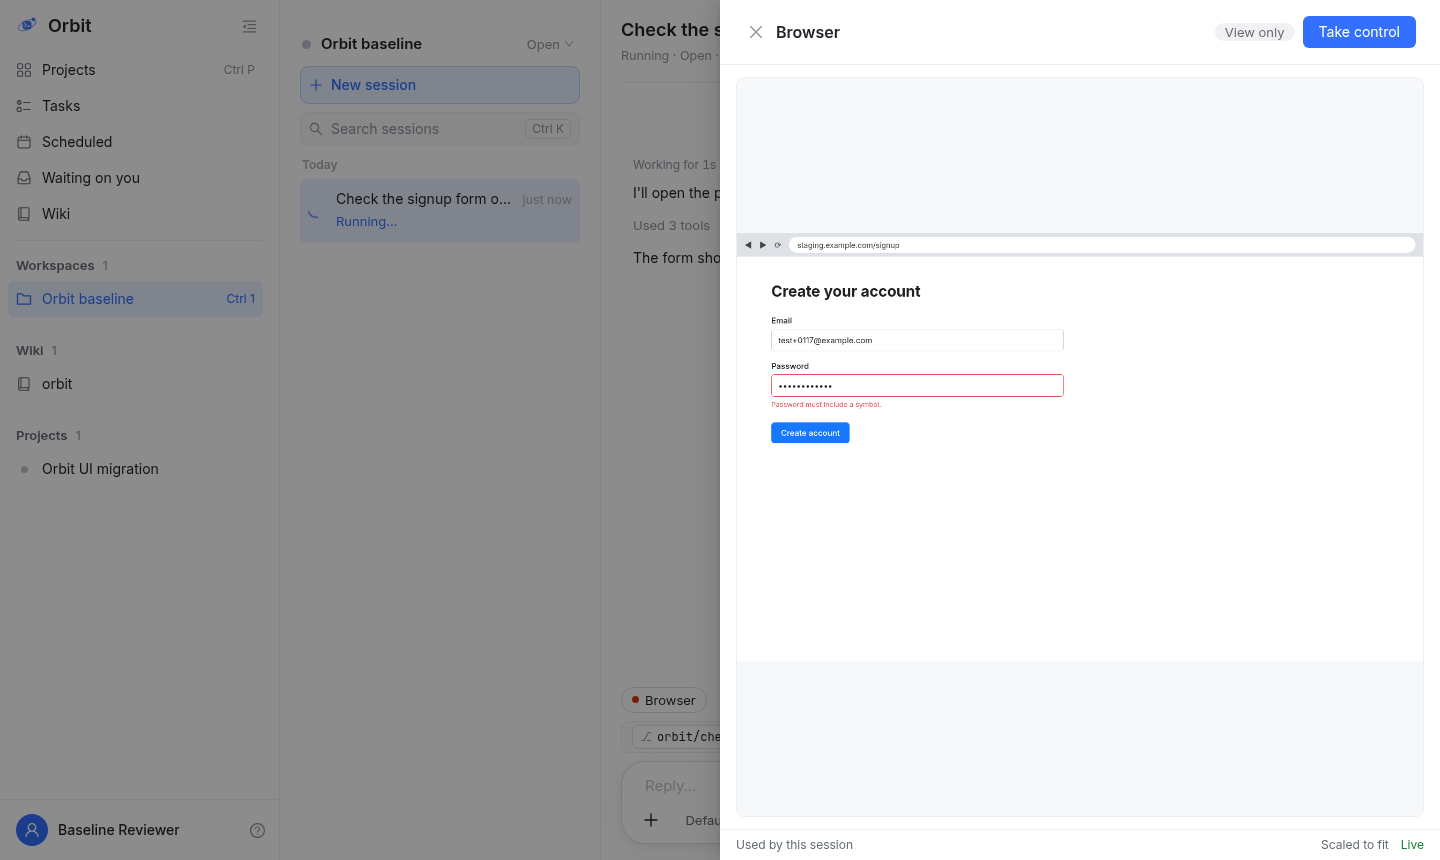 Orbit
Projects
Ctrl P
Tasks
Scheduled
Waiting on you
Wiki
Workspaces 1
Orbit baseline
Ctrl 1
Wiki 1
orbit
Projects 1
Orbit UI migration
Baseline Reviewer
Orbit baseline
Open
New session
Search sessions
Ctrl K
Today
Check the signup form o...
just now
Running...
Check the s
Running · Open ·
Working for 1s
I'll open the p
Used 3 tools
The form sho
Browser
orbit/che
Reply...
Defau
Browser
View only
Take control
staging.example.com/signup
Create your account
Email
test+0117@example.com
Password
••••••••••••
Password must include a symbol.
Create account
Used by this session
Scaled to fit
Live